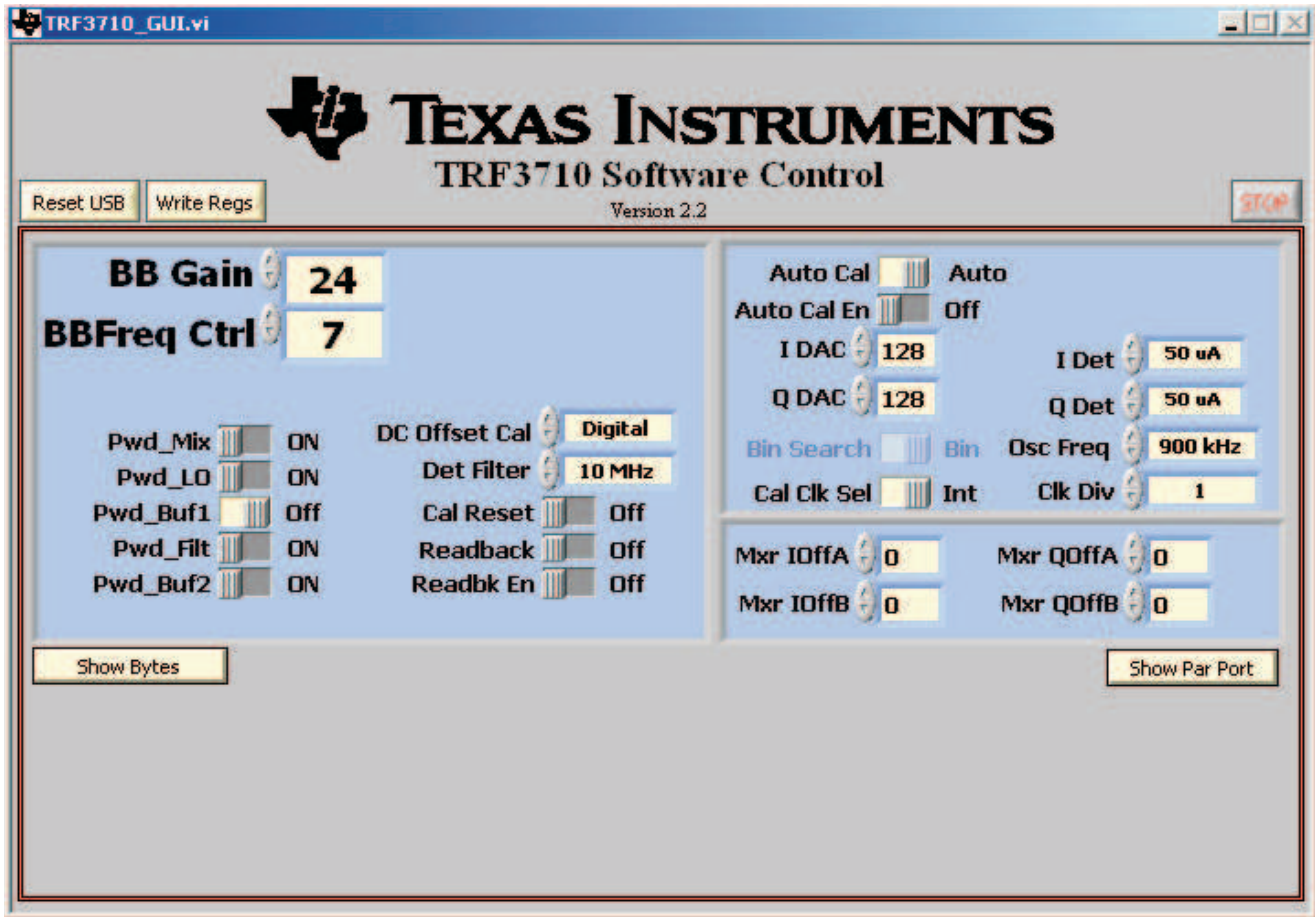 TRF3710_GUI.vi
TEXAS INSTRUMENTS
TRF3710 Software Control
Version 2.2
Reset USB
Write Regs
STOP
BB Gain 24
BBFreq Ctrl 7
Pwd_Mix ON
Pwd_LO ON
Pwd_Buf1 Off
Pwd_Filt ON
Pwd_Buf2 ON
DC Offset Cal Digital
Det Filter 10 MHz
Cal Reset Off
Readback Off
Readbk En Off
Auto Cal Auto
Auto Cal En Off
I DAC 128
Q DAC 128
Bin Search Bin
Cal Clk Sel Int
I Det 50 uA
Q Det 50 uA
Osc Freq 900 kHz
Clk Div 1
Mxr IOffA 0
Mxr QOffA 0
Mxr IOffB 0
Mxr QOffB 0
Show Bytes
Show Par Port